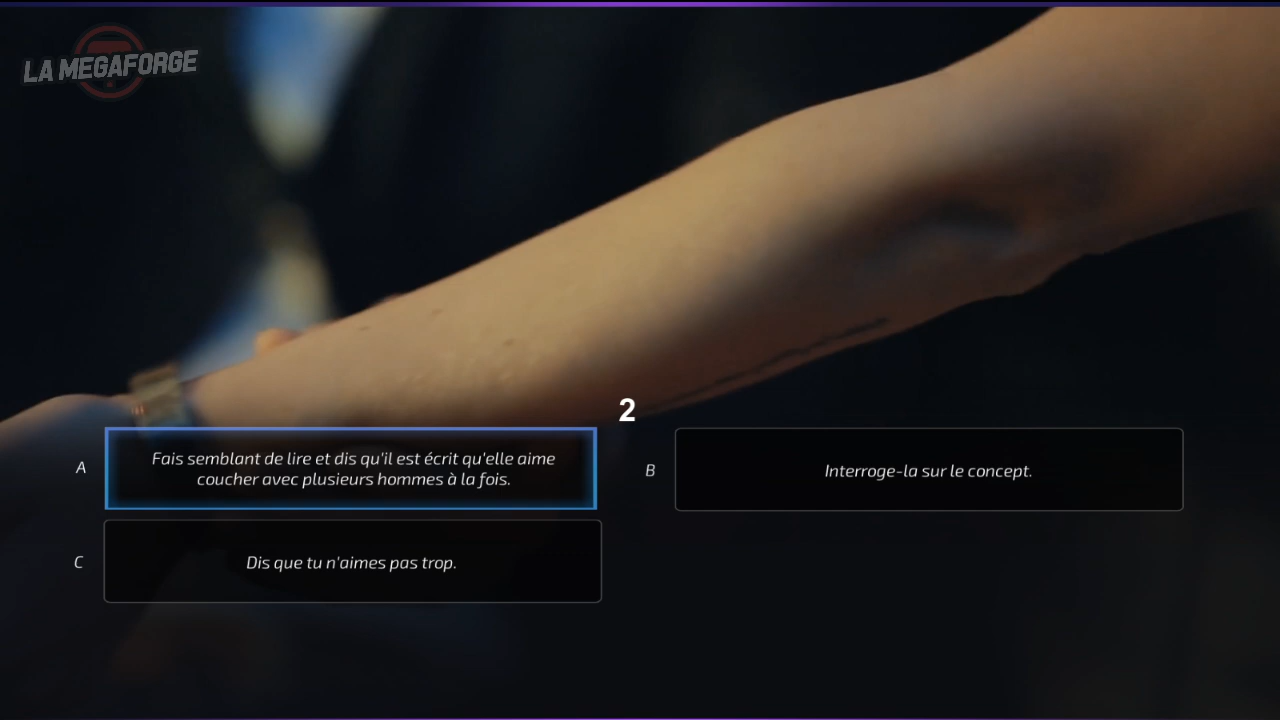 LA MEGAFORGE
2
A
Fais semblant de lire et dis qu'il est écrit qu'elle aime
coucher avec plusieurs hommes à la fois.
B
Interroge-la sur le concept.
C
Dis que tu n'aimes pas trop.